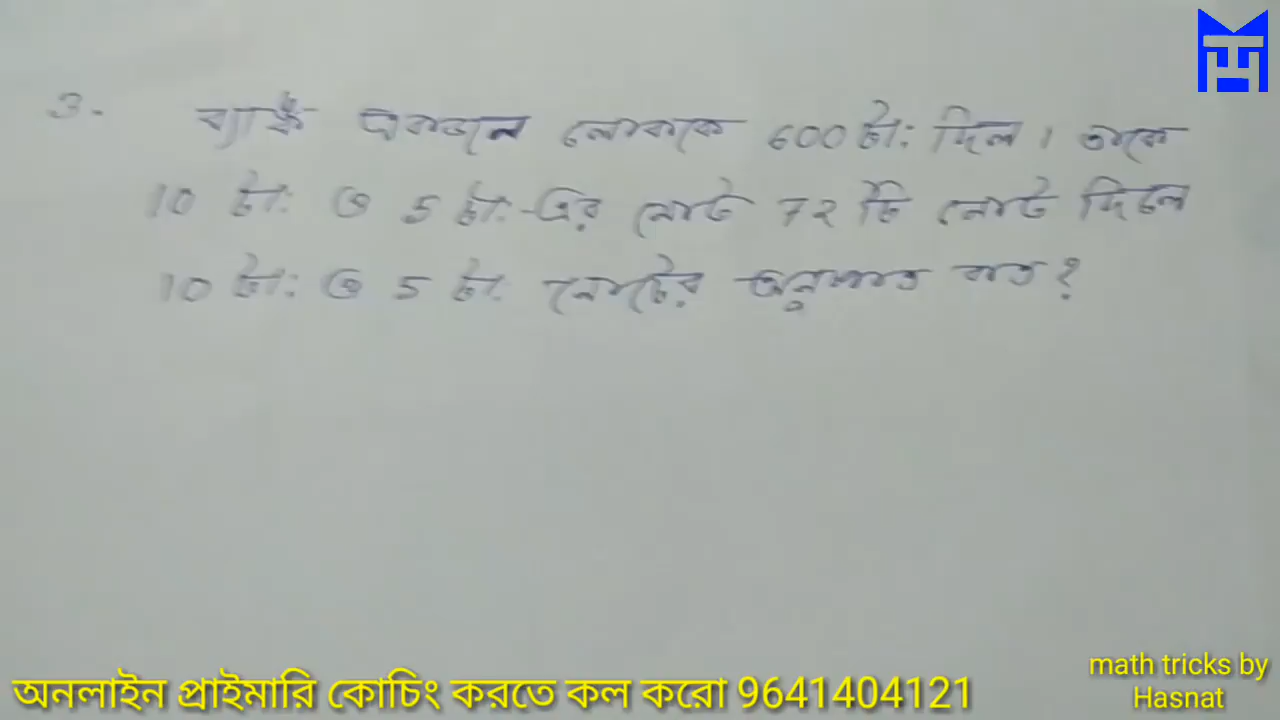 3. ব্যাঙ্ক একজন লোককে 600 টা: দিল। তাকে
10 টা: ও 5 টা: এর নোট 72 টি নোট দিলে
10 টা: ও 5 টা: নোটের অনুপাত কত?
অনলাইন প্রাইমারি কোচিং করতে কল করো 9641404121
math tricks by
Hasnat